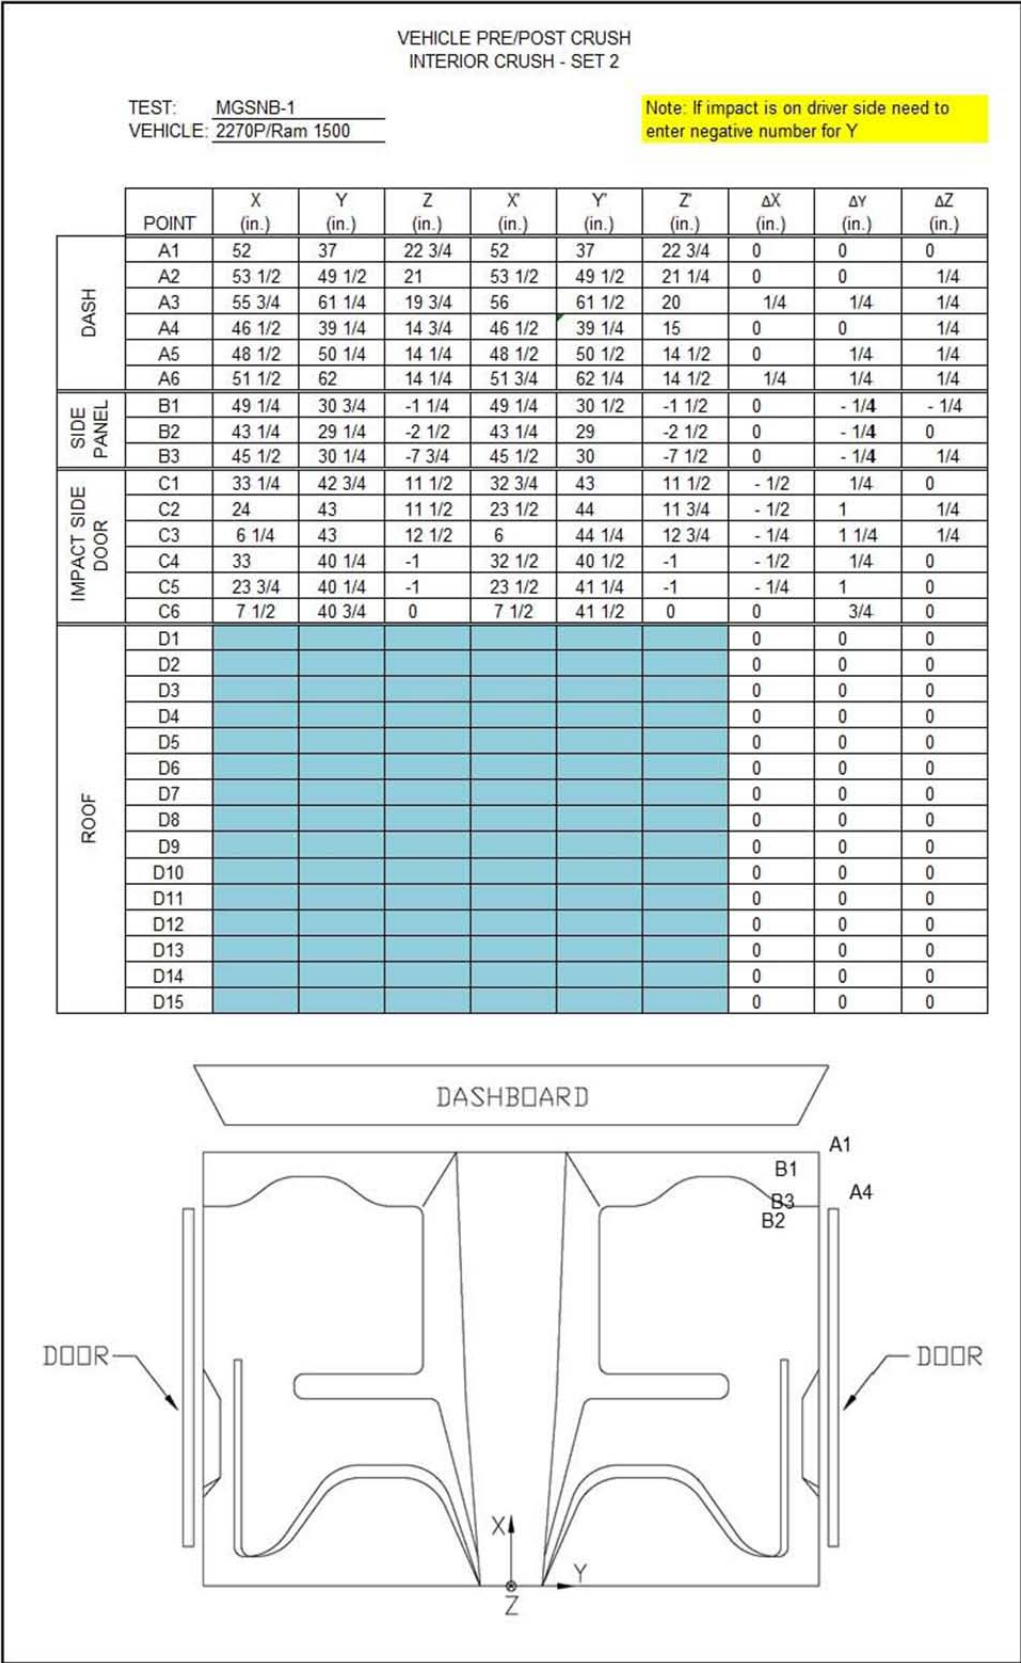 VEHICLE PRE/POST CRUSH
INTERIOR CRUSH - SET 2
TEST: MGSNB-1
VEHICLE: 2270P/Ram 1500
Note: If impact is on driver side need to
enter negative number for Y
POINT X (in.) Y (in.) Z (in.) X' (in.) Y' (in.) Z' (in.) ΔX (in.) ΔY (in.) ΔZ (in.)
DASH
A1 52 37 22 3/4 52 37 22 3/4 0 0 0
A2 53 1/2 49 1/2 21 53 1/2 49 1/2 21 1/4 0 0 1/4
A3 55 3/4 61 1/4 19 3/4 56 61 1/2 20 1/4 1/4 1/4
A4 46 1/2 39 1/4 14 3/4 46 1/2 39 1/4 15 0 0 1/4
A5 48 1/2 50 1/4 14 1/4 48 1/2 50 1/2 14 1/2 0 1/4 1/4
A6 51 1/2 62 14 1/4 51 3/4 62 1/4 14 1/2 1/4 1/4 1/4
SIDE PANEL
B1 49 1/4 30 3/4 -1 1/4 49 1/4 30 1/2 -1 1/2 0 - 1/4 - 1/4
B2 43 1/4 29 1/4 -2 1/2 43 1/4 29 -2 1/2 0 - 1/4 0
B3 45 1/2 30 1/4 -7 3/4 45 1/2 30 -7 1/2 0 - 1/4 1/4
IMPACT SIDE DOOR
C1 33 1/4 42 3/4 11 1/2 32 3/4 43 11 1/2 - 1/2 1/4 0
C2 24 43 11 1/2 23 1/2 44 11 3/4 - 1/2 1 1/4
C3 6 1/4 43 12 1/2 6 44 1/4 12 3/4 - 1/4 1 1/4 1/4
C4 33 40 1/4 -1 32 1/2 40 1/2 -1 - 1/2 1/4 0
C5 23 3/4 40 1/4 -1 23 1/2 41 1/4 -1 - 1/4 1 0
C6 7 1/2 40 3/4 0 7 1/2 41 1/2 0 0 3/4 0
ROOF
D1 0 0 0
D2 0 0 0
D3 0 0 0
D4 0 0 0
D5 0 0 0
D6 0 0 0
D7 0 0 0
D8 0 0 0
D9 0 0 0
D10 0 0 0
D11 0 0 0
D12 0 0 0
D13 0 0 0
D14 0 0 0
D15 0 0 0
DASHBOARD
A1
B1
A4
B3
B2
DOOR DOOR
X
Y
Z